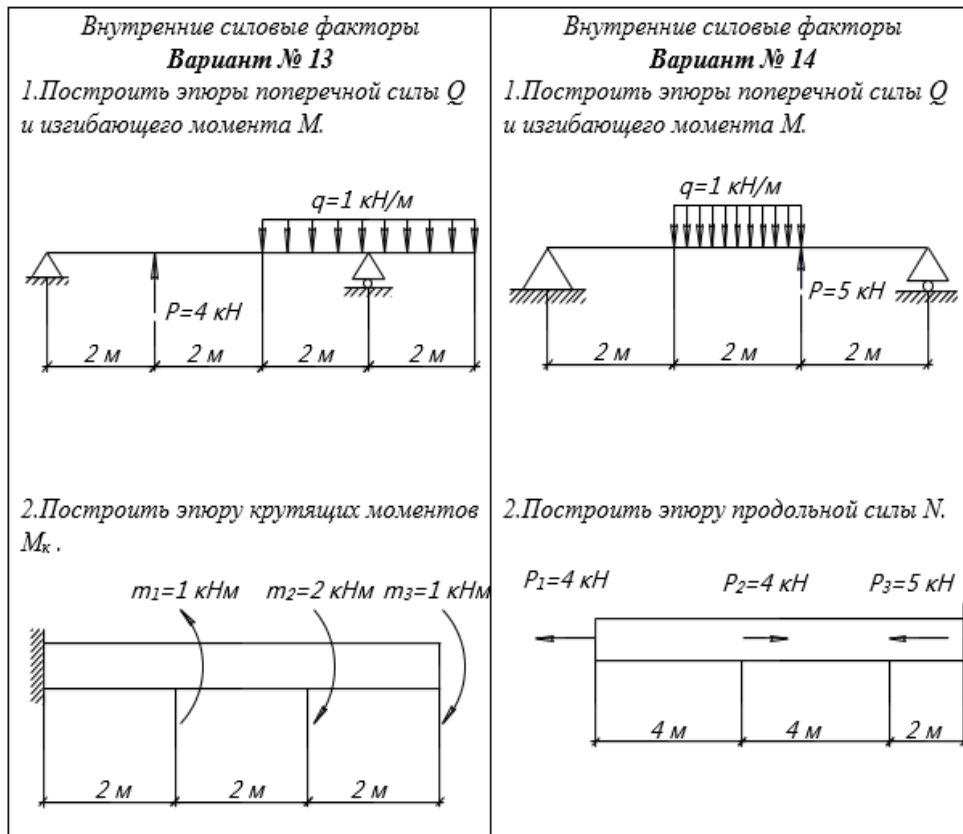 Внутренние силовые факторы
Вариант № 13
1.Построить эпюры поперечной силы Q
и изгибающего момента М.
q=1 кН/м
P=4 кН
2 м
2 м
2 м
2 м
2.Построить эпюру крутящих моментов
Мк .
m1=1 кНм
m2=2 кНм
m3=1 кНм
2 м
2 м
2 м
Внутренние силовые факторы
Вариант № 14
1.Построить эпюры поперечной силы Q
и изгибающего момента М.
q=1 кН/м
P=5 кН
2 м
2 м
2 м
2.Построить эпюру продольной силы N.
P1=4 кН
P2=4 кН
P3=5 кН
4 м
4 м
2 м